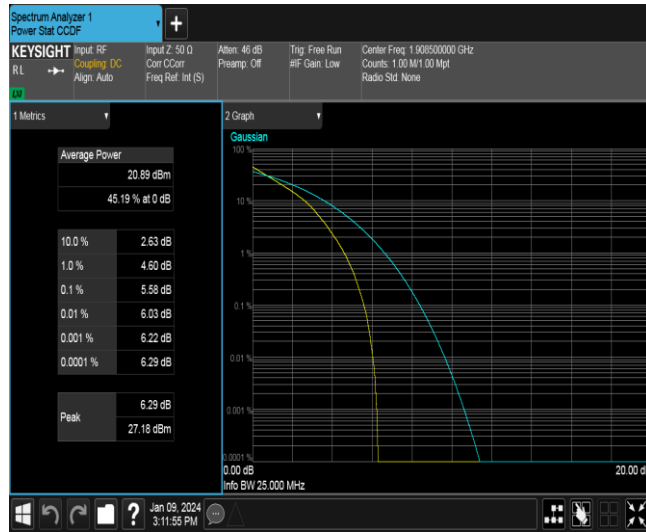 Spectrum Analyzer 1
Power Stat CCDF
KEYSIGHT
RL
LXI
Input: RF
Coupling: DC
Align: Auto
Input Z: 50 Ω
Corr CCorr
Freq Ref: Int (S)
Atten: 46 dB
Preamp: Off
Trig: Free Run
#IF Gain: Low
Center Freq: 1.908500000 GHz
Counts: 1.00 M/1.00 Mpt
Radio Std: None
1 Metrics
Average Power
20.89 dBm
45.19 % at 0 dB
10.0 % 2.63 dB
1.0 % 4.60 dB
0.1 % 5.58 dB
0.01 % 6.03 dB
0.001 % 6.22 dB
0.0001 % 6.29 dB
Peak
6.29 dB
27.18 dBm
2 Graph
Gaussian
100 %
10 %
1 %
0.1 %
0.01 %
0.001 %
0.0001 %
0.00 dB
20.00 d
Info BW 25.000 MHz
?
Jan 09, 2024
3:11:55 PM